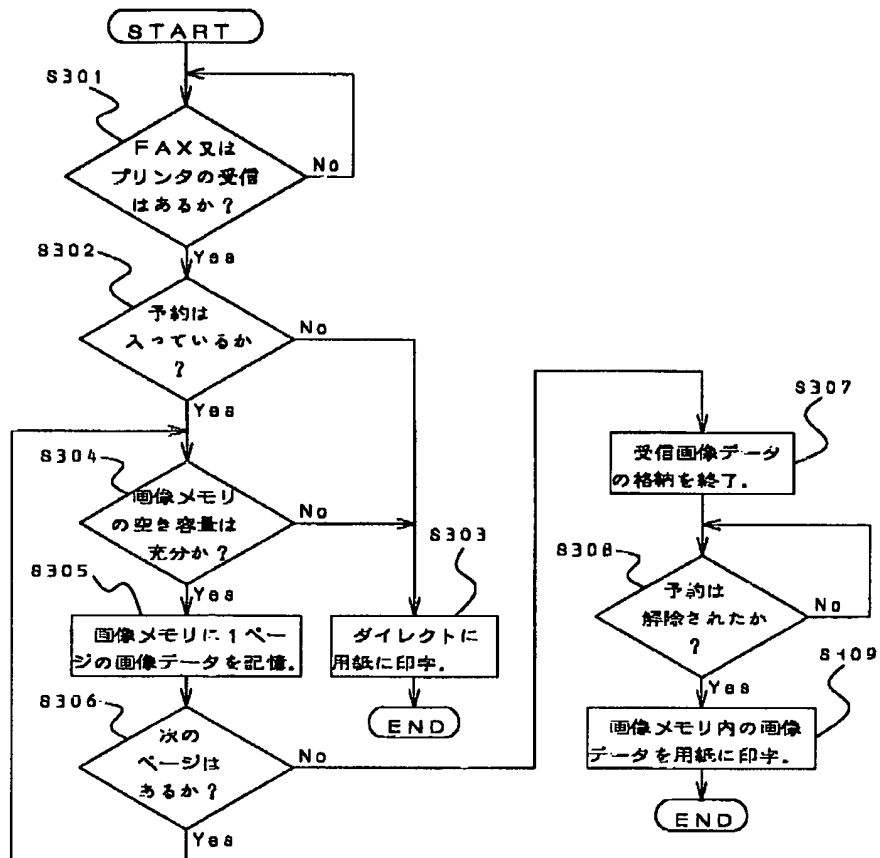 START
S301
FAX又は
プリンタの受信
はあるか?
No
Yes
S302
予約は
入っているか
?
No
Yes
S304
画像メモリ
の空き容量は
充分か?
No
Yes
S305
画像メモリに1ペー
ジの画像データを記憶。
S303
ダイレクトに
用紙に印字。
END
S306
次の
ページは
あるか?
No
Yes
S307
受信画像データ
の格納を終了。
S308
予約は
解除されたか
?
No
Yes
S409
画像メモリ内の画像
データを用紙に印字。
END